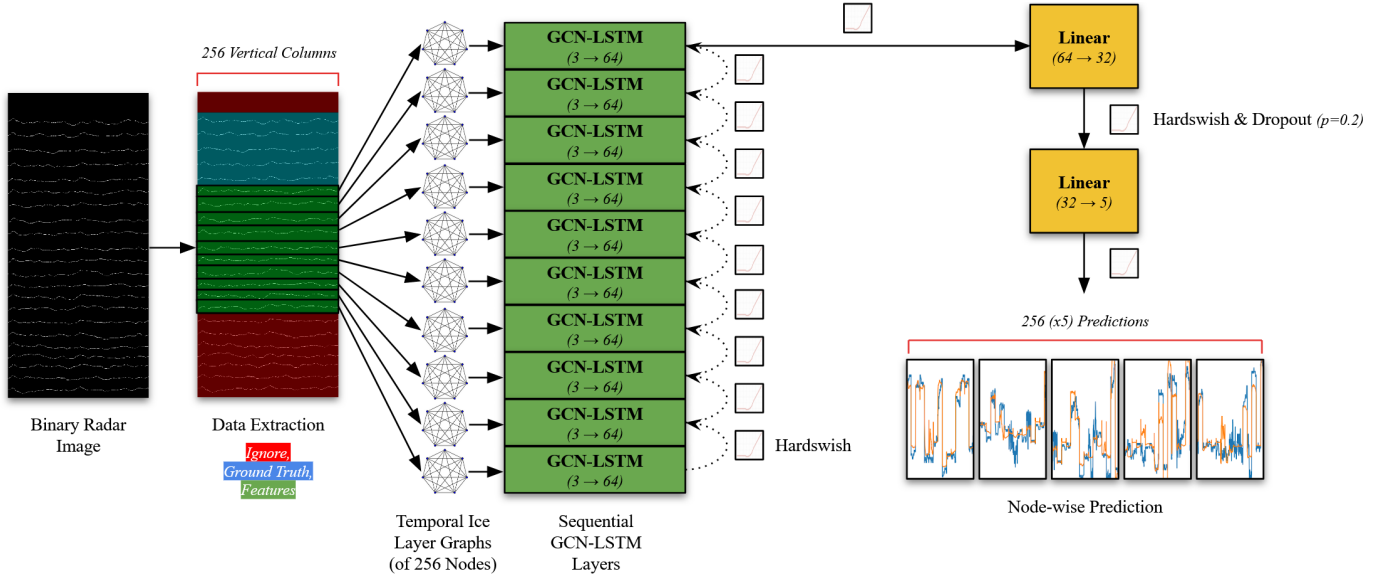 256 Vertical Columns
Binary Radar
Image
Data Extraction
Ignore,
Ground Truth,
Features
Temporal Ice
Layer Graphs
(of 256 Nodes)
GCN-LSTM
(3 → 64)
GCN-LSTM
(3 → 64)
GCN-LSTM
(3 → 64)
GCN-LSTM
(3 → 64)
GCN-LSTM
(3 → 64)
GCN-LSTM
(3 → 64)
GCN-LSTM
(3 → 64)
GCN-LSTM
(3 → 64)
GCN-LSTM
(3 → 64)
GCN-LSTM
(3 → 64)
Sequential
GCN-LSTM
Layers
Hardswish
Linear
(64 → 32)
Hardswish & Dropout (p=0.2)
Linear
(32 → 5)
256 (x5) Predictions
Node-wise Prediction